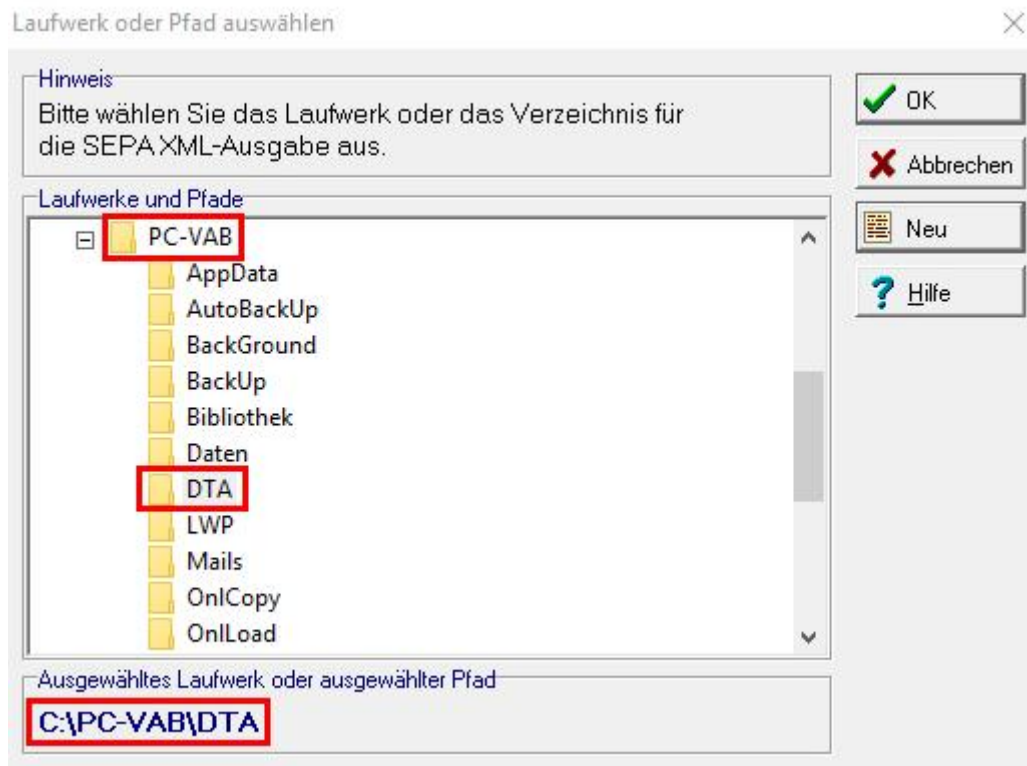 Laufwerk oder Pfad auswählen
Hinweis
Bitte wählen Sie das Laufwerk oder das Verzeichnis für
die SEPA XML-Ausgabe aus.
OK
Abbrechen
Neu
Hilfe
Laufwerke und Pfade
PC-VAB
AppData
AutoBackUp
BackGround
BackUp
Bibliothek
Daten
DTA
LWP
Mails
OnlCopy
OnlLoad
Ausgewähltes Laufwerk oder ausgewählter Pfad
C:\PC-VAB\DTA